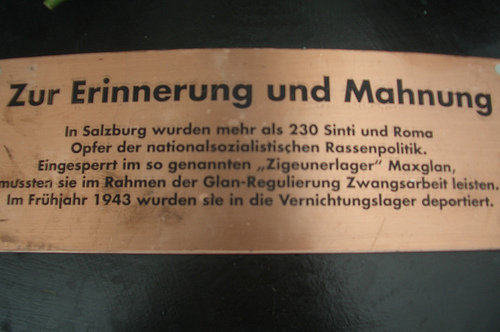 Zur Erinnerung und Mahnung
In Salzburg wurden mehr als 230 Sinti und Roma
Opfer der nationalsozialistischen Rassenpolitik.
Eingesperrt im so genannten „Zigeunerlager" Maxglan,
mussten sie im Rahmen der Glan-Regulierung Zwangsarbeit leisten.
Im Frühjahr 1943 wurden sie in die Vernichtungslager deportiert.